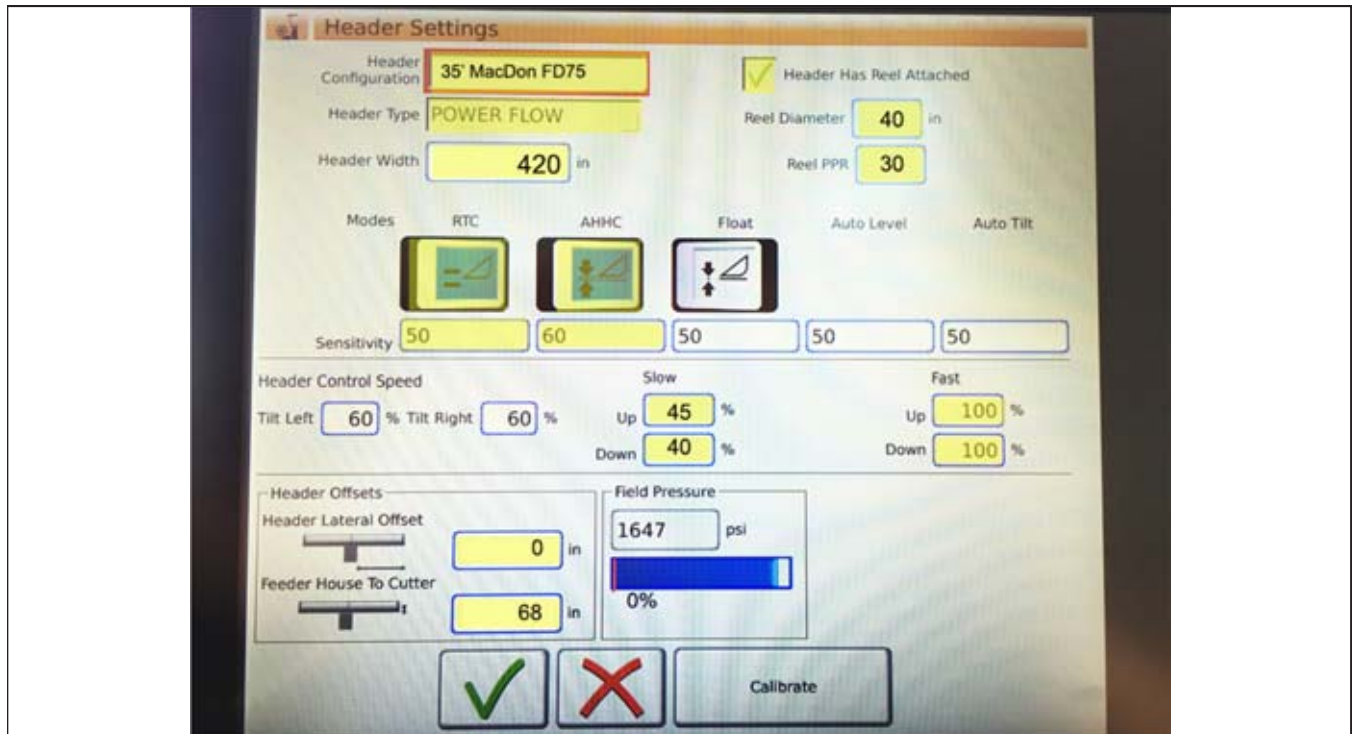 Header Settings
Header Configuration 35' MacDon FD75 Header Has Reel Attached
Header Type POWER FLOW Reel Diameter 40 in
Header Width 420 in Reel PPR 30
Modes RTC AHHC Float Auto Level Auto Tilt
Sensitivity 50 60 50 50 50
Header Control Speed Slow Fast
Tilt Left 60 % Tilt Right 60 % Up 45 % Up 100 %
Down 40 % Down 100 %
Header Offsets Field Pressure
Header Lateral Offset 0 in 1647 psi
Feeder House To Cutter 68 in 0%
Calibrate